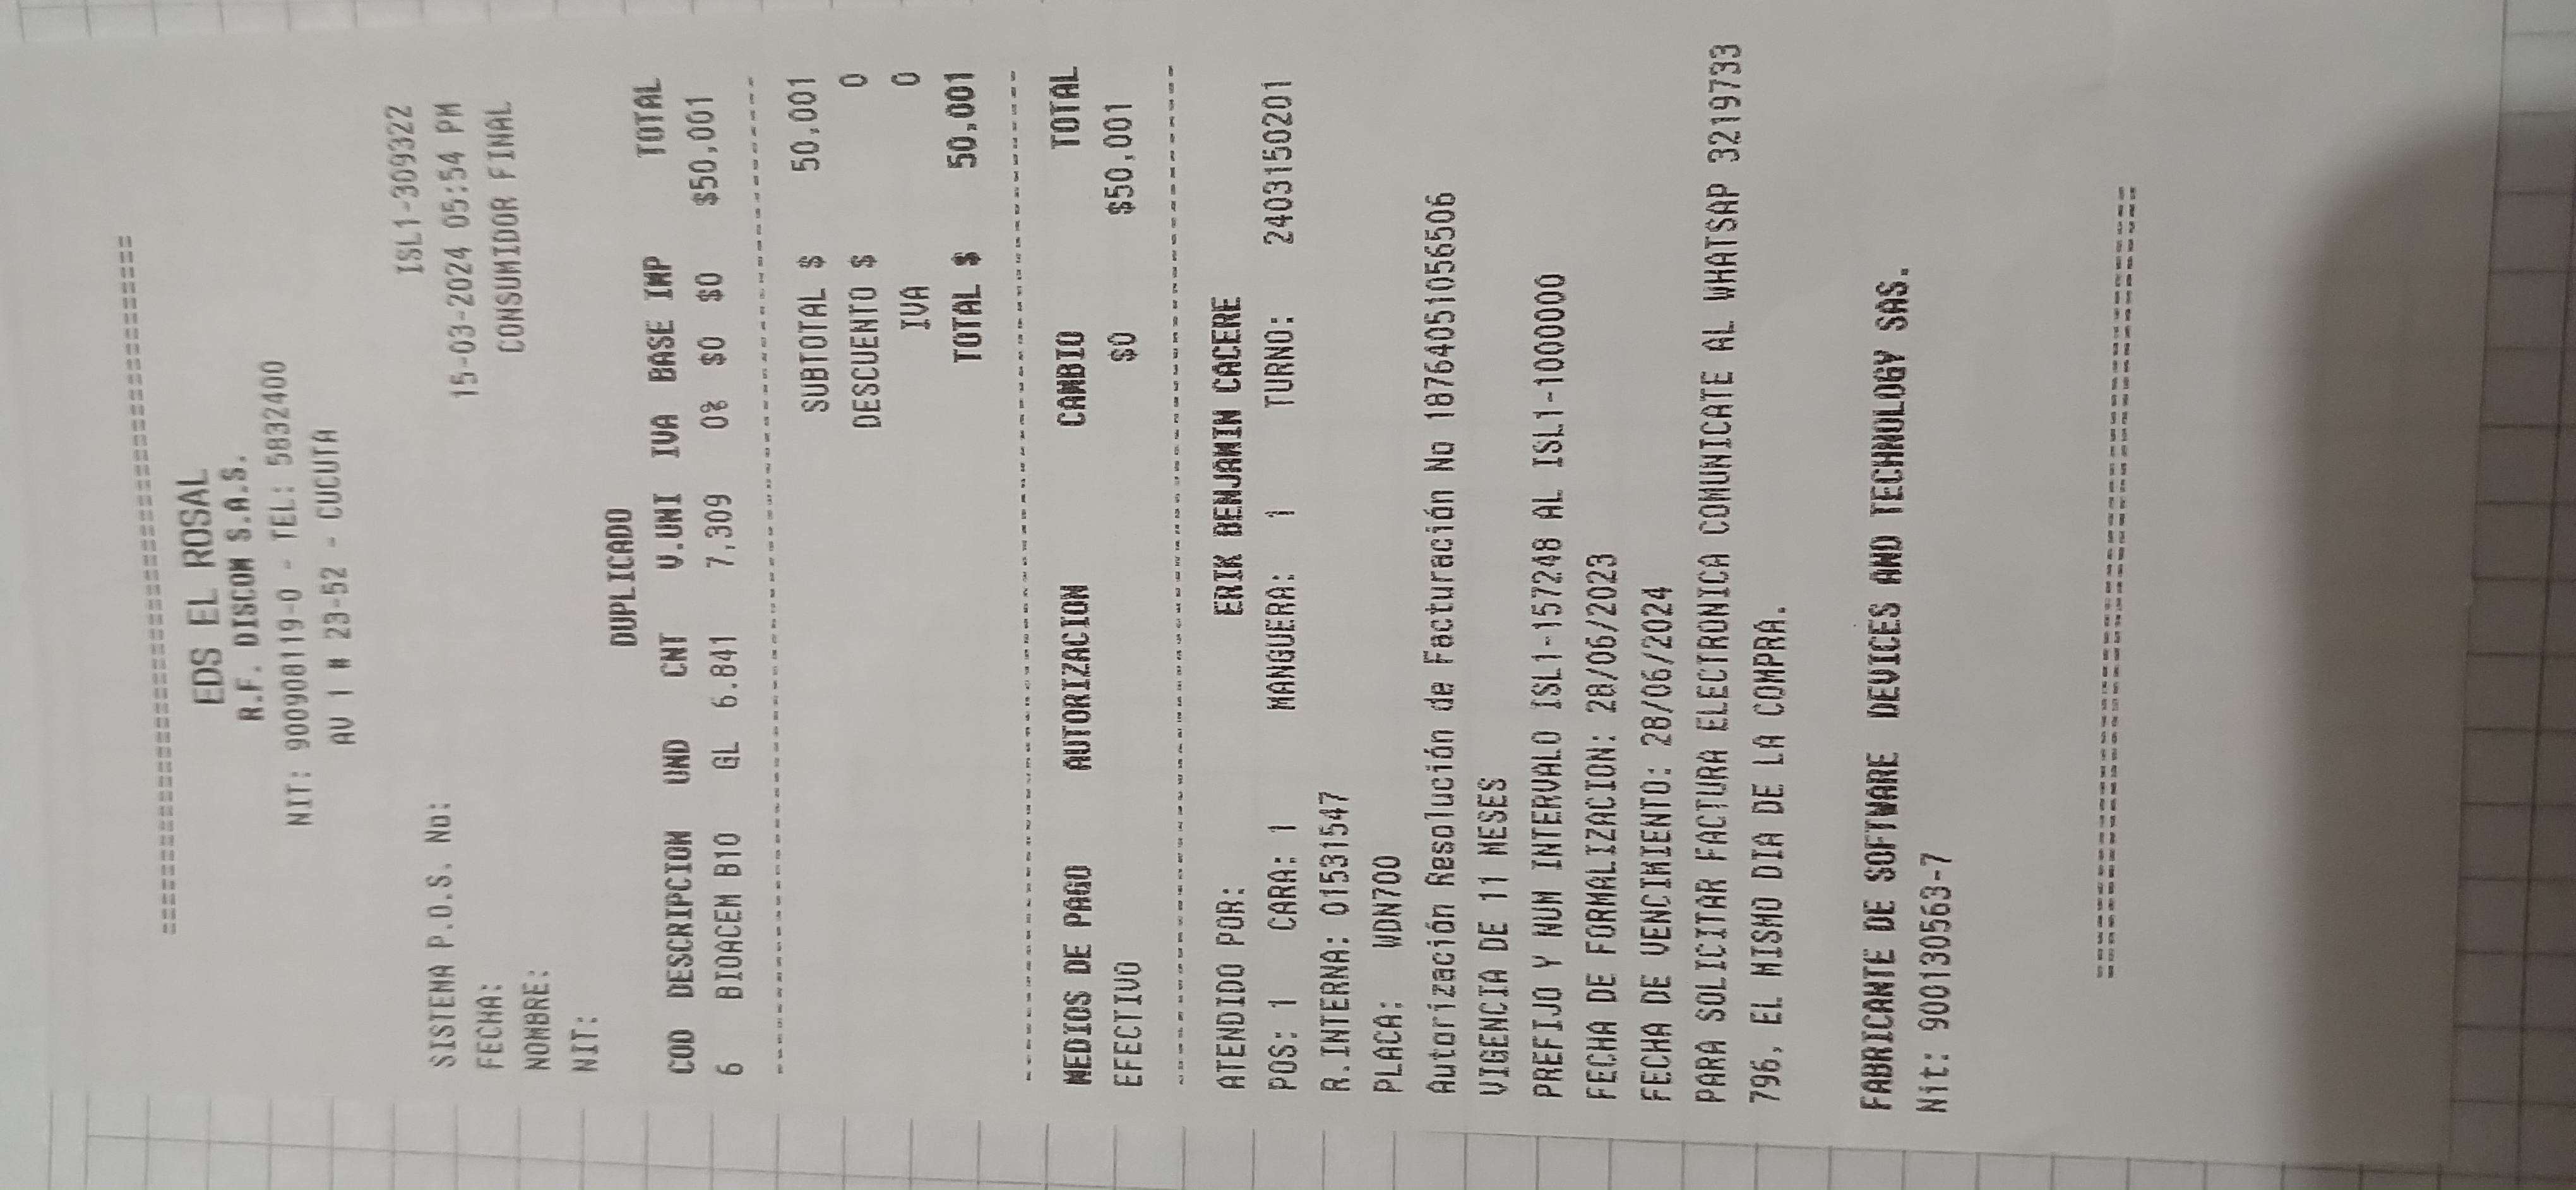 EDS EL ROSAL
R.F. DISCOM S.A.S.
NIT: 900908119-0 - TEL: 5832400
AV 1 # 23-52 - CUCUTA
SISTEMA P.O.S. No: ISL1-309322
FECHA: 15-03-2024 05:54 PM
NOMBRE: CONSUMIDOR FINAL
NIT:
DUPLICADO
COD DESCRIPCION UND CNT V.UNI IVA BASE IMP TOTAL
6 BIOACEM B10 GL 6.841 7,309 0% $0 $0 $50,001
SUBTOTAL $ 50,001
DESCUENTO $ 0
IVA 0
TOTAL $ 50,001
MEDIOS DE PAGO AUTORIZACION CAMBIO TOTAL
EFECTIVO $0 $50,001
ATENDIDO POR: ERIK BENJAMIN CACERE
POS: 1 CARA: 1 MANGUERA: 1 TURNO: 2403150201
R.INTERNA: 01531547
PLACA: WDN700
Autorización Resolución de Facturación No 18764051056506
VIGENCIA DE 11 MESES
PREFIJO Y NUM INTERVALO ISL1-157248 AL ISL1-1000000
FECHA DE FORMALIZACION: 28/06/2023
FECHA DE VENCIMIENTO: 28/06/2024
PARA SOLICITAR FACTURA ELECTRONICA COMUNICATE AL WHATSAP 3219733
796, EL MISMO DIA DE LA COMPRA.
FABRICANTE DE SOFTWARE DEVICES AND TECHNOLOGY SAS.
Nit: 900130563-7